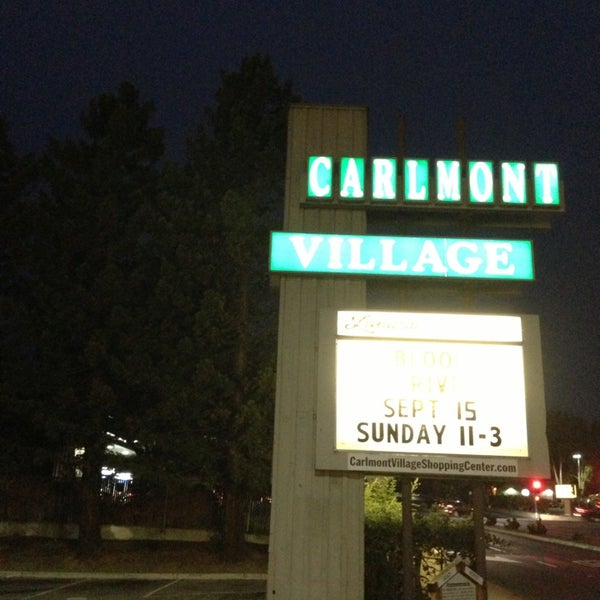 CARLMONT
VILLAGE
SEPT 15
SUNDAY 11-3
CarlmontVillageShoppingCenter.com